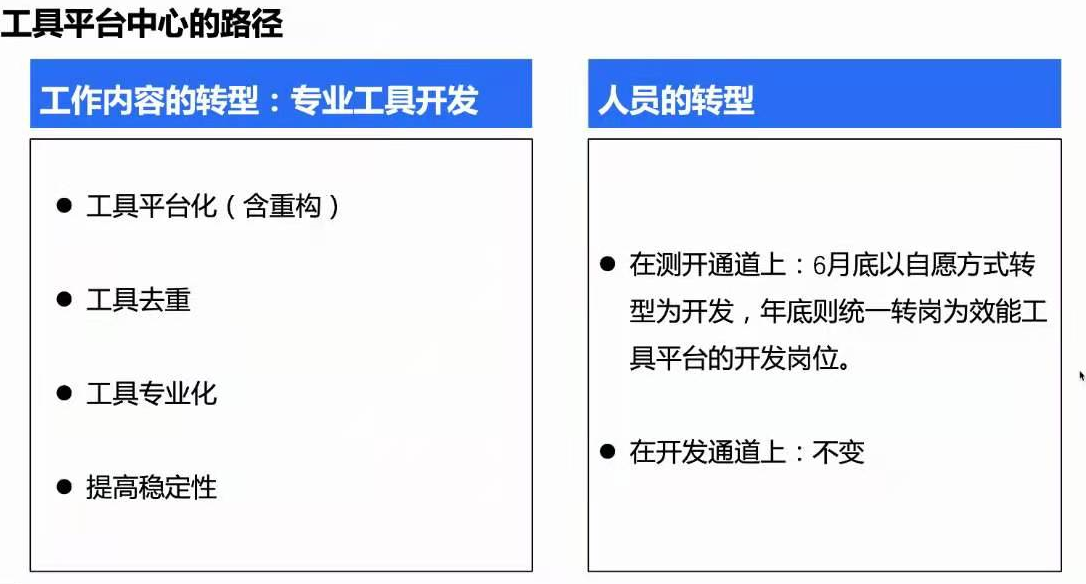 工具平台中心的路径
工作内容的转型：专业工具开发
● 工具平台化（含重构）
● 工具去重
● 工具专业化
● 提高稳定性
人员的转型
● 在测开通道上：6月底以自愿方式转
型为开发，年底则统一转岗为效能工
具平台的开发岗位。
● 在开发通道上：不变